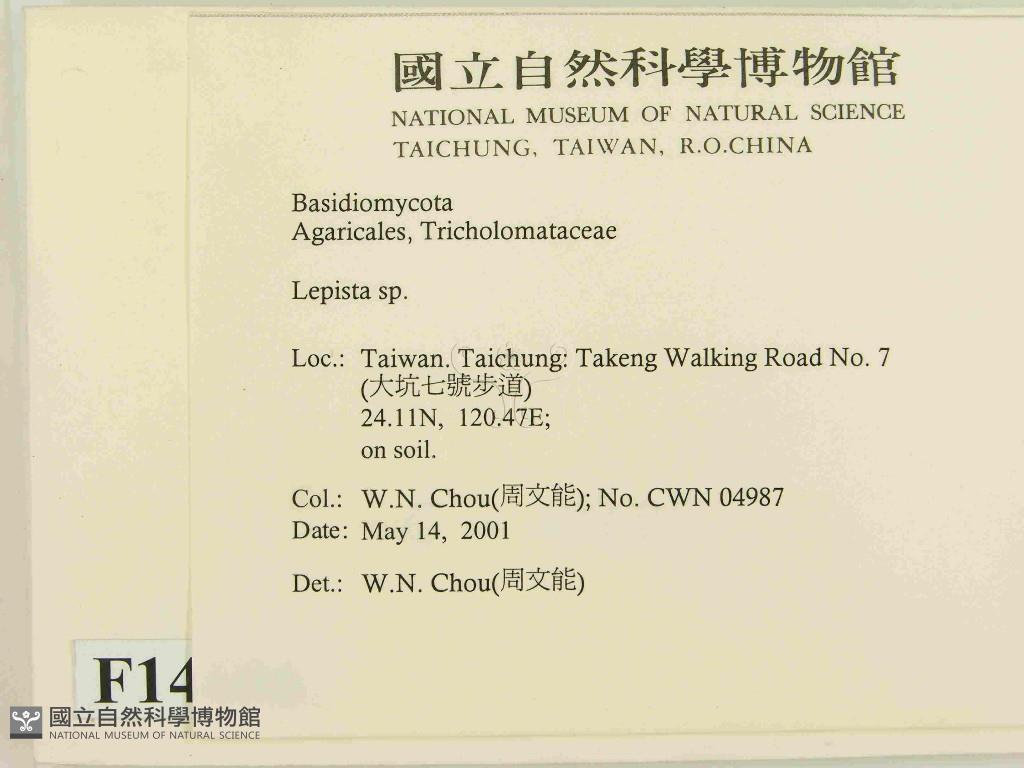 國立自然科學博物館
NATIONAL MUSEUM OF NATURAL SCIENCE
TAICHUNG, TAIWAN, R.O.CHINA
Basidiomycota
Agaricales, Tricholomataceae
Lepista sp.
Loc.: Taiwan. Taichung: Takeng Walking Road No. 7
(大坑七號步道)
24.11N, 120.47E;
on soil.
Col.: W.N. Chou(周文能); No. CWN 04987
Date: May 14, 2001
Det.: W.N. Chou(周文能)
F14
國立自然科學博物館
NATIONAL MUSEUM OF NATURAL SCIENCE